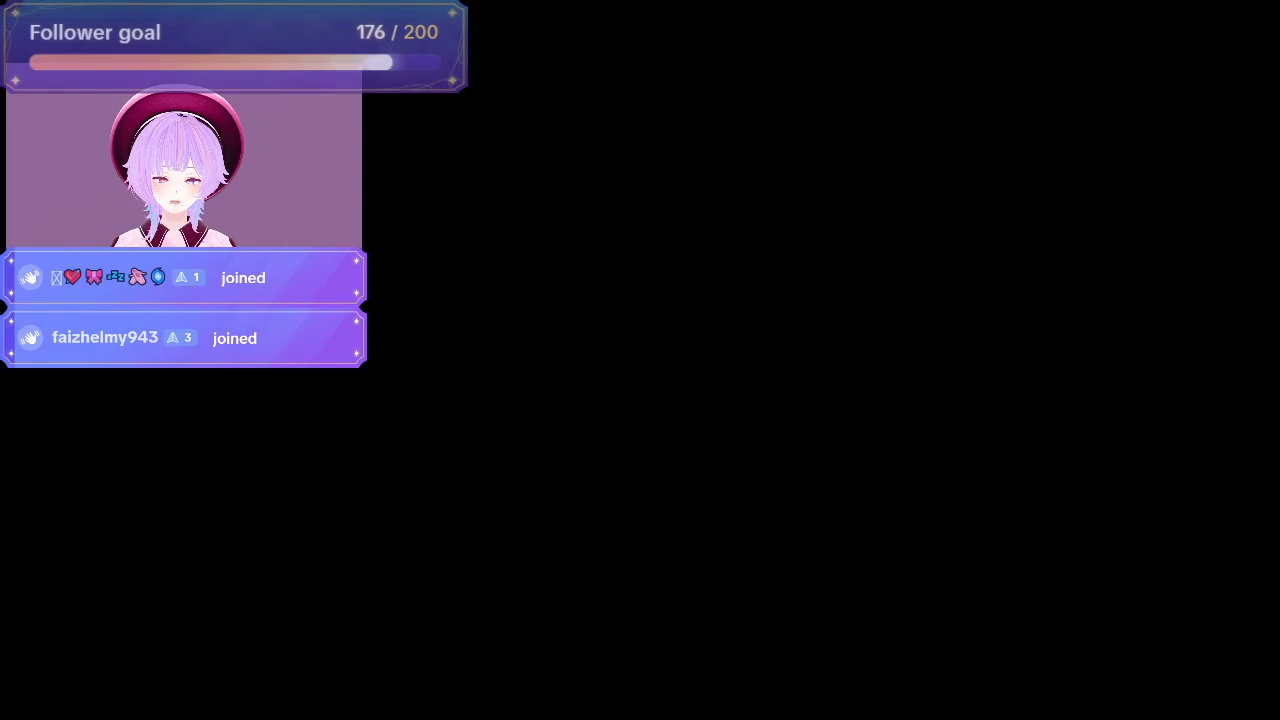 Follower goal 176 / 200
❤️🎀💤🩰🧿 1 joined
faizhelmy943 3 joined